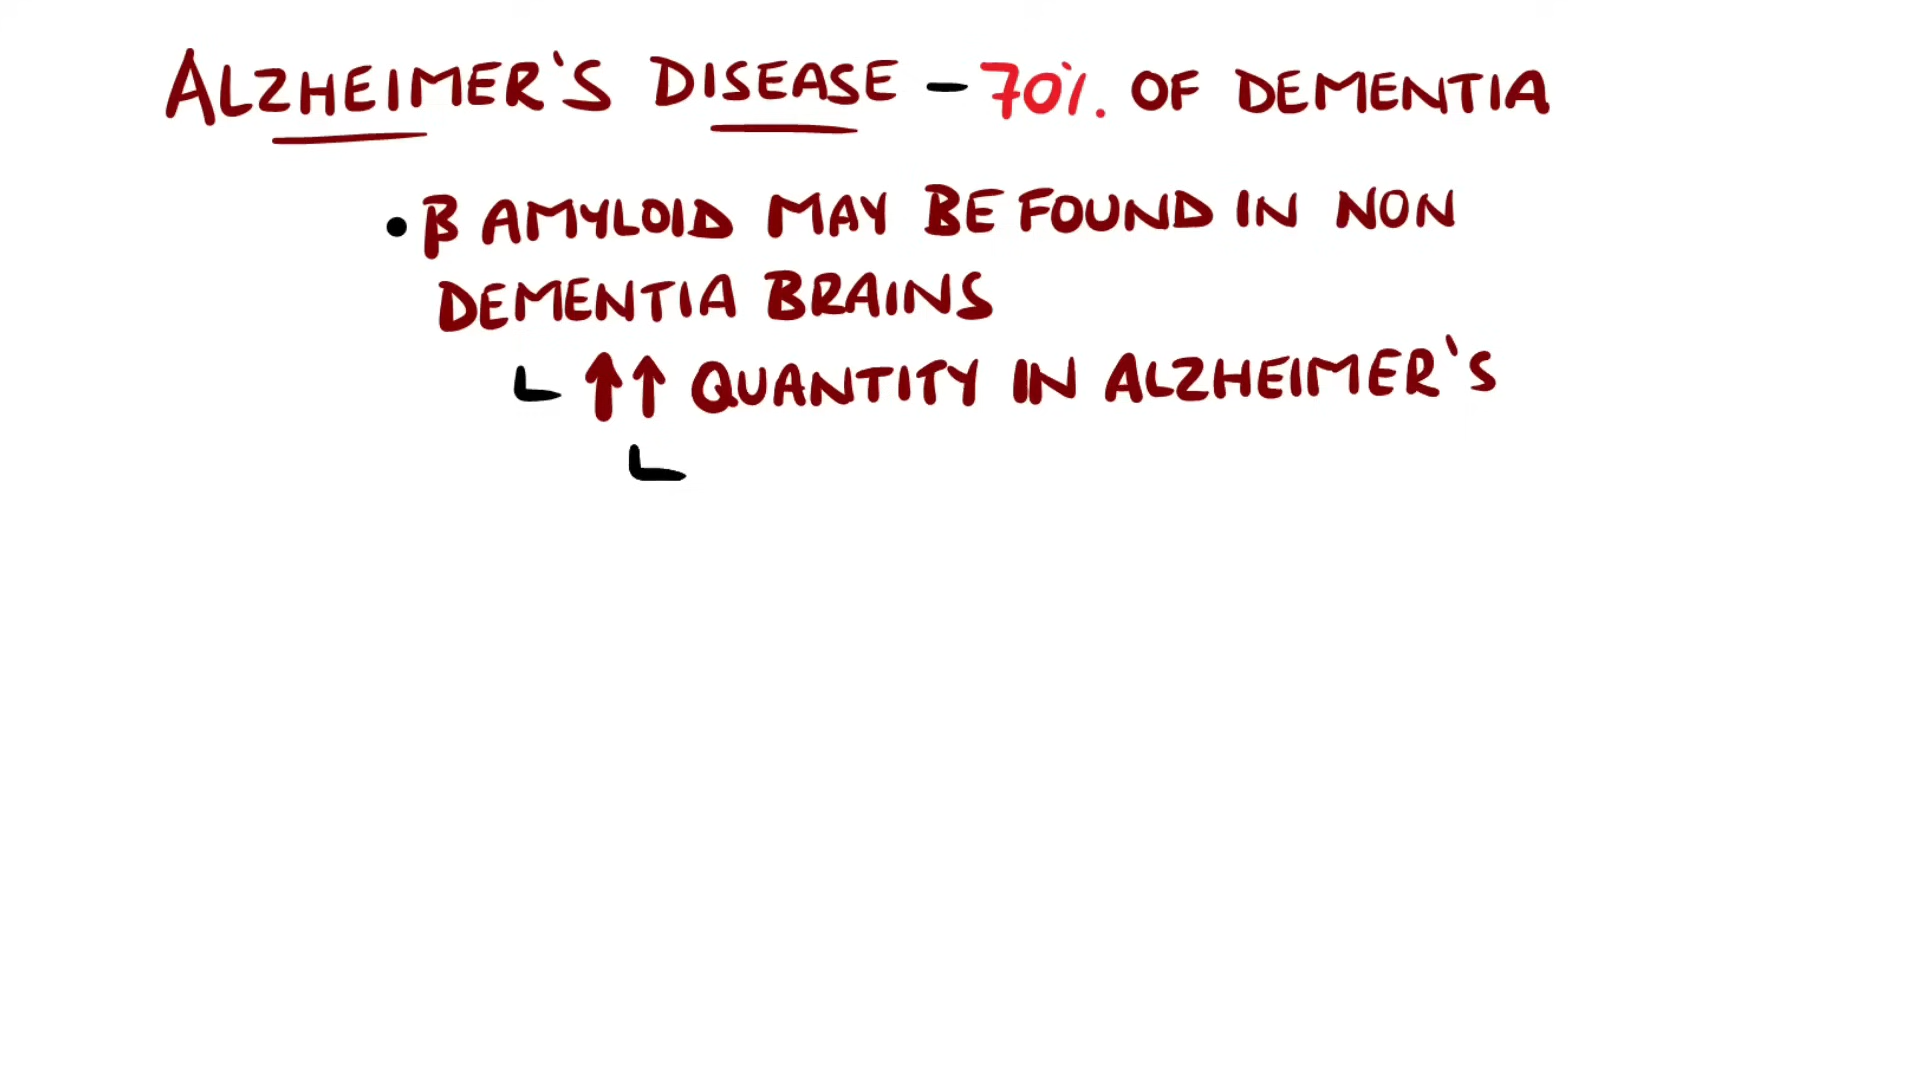 ALZHEIMER'S DISEASE - 70%. OF DEMENTIA
• β AMYLOID MAY BE FOUND IN NON
DEMENTIA BRAINS
↑↑ QUANTITY IN ALZHEIMER'S